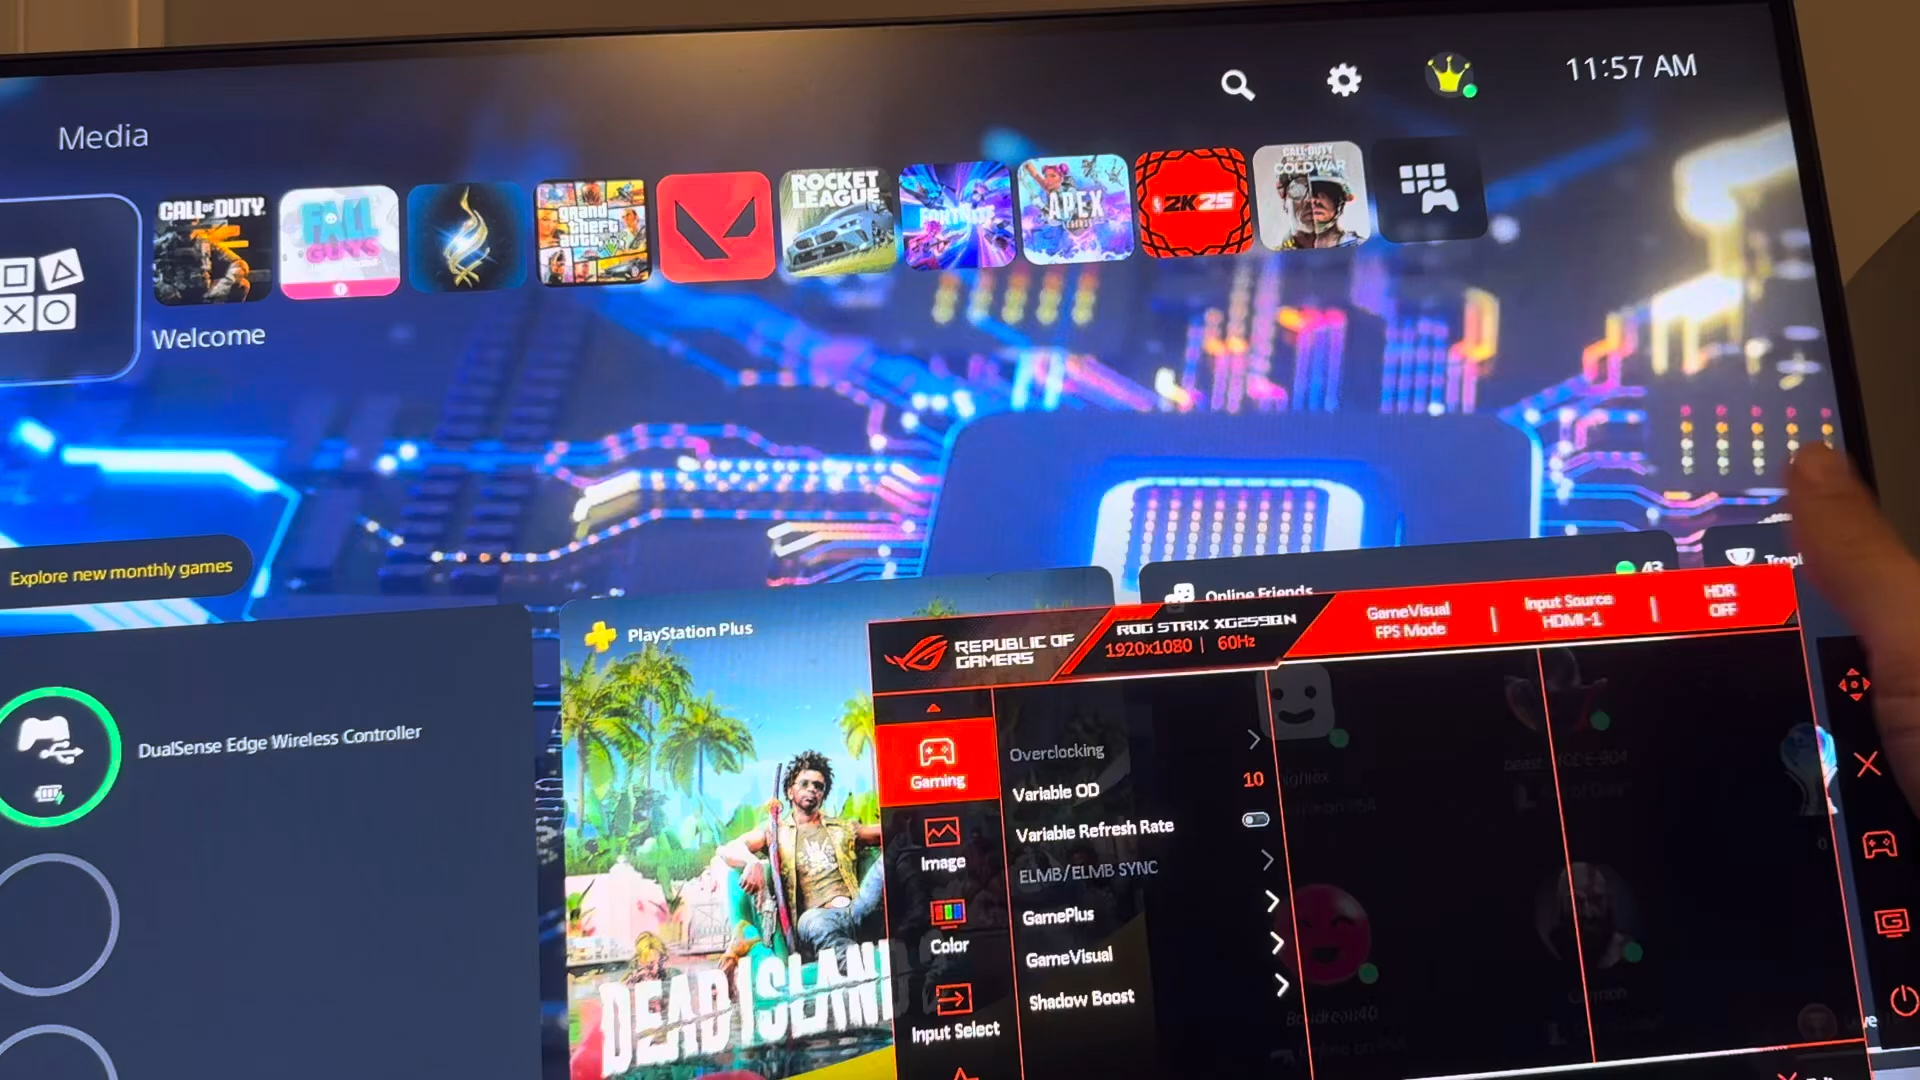 11:57 AM
Media
CALL OF DUTY
FALL
GUYS
grand
theft
auto
ROCKET
LEAGUE
FORTNITE
APEX
LEGENDS
2K25
CALL OF DUTY
COLD WAR
Welcome
Explore new monthly games
Online Friends
43
PlayStation Plus
DualSense Edge Wireless Controller
DEAD ISLAND
REPUBLIC OF
GAMERS
ROG STRIX XG259QN
1920x1080 | 60Hz
GameVisual
FPS Mode
Input Source
HDMI-1
HDR
OFF
Gaming
Image
Color
Input Select
Overclocking
Variable OD
10
Variable Refresh Rate
ELMB/ELMB SYNC
GamePlus
GameVisual
Shadow Boost